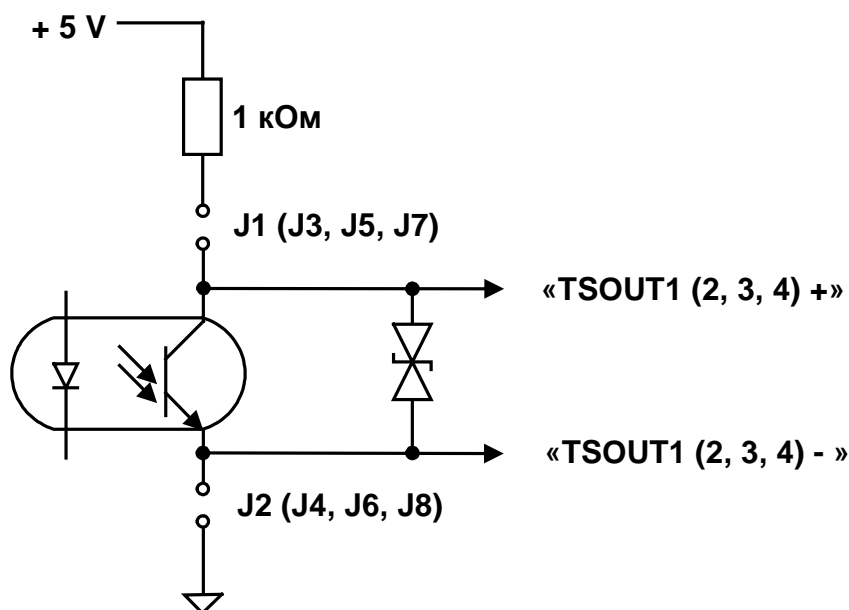 + 5 V
1 кОм
J1 (J3, J5, J7)
«TSOUT1 (2, 3, 4) +»
«TSOUT1 (2, 3, 4) - »
J2 (J4, J6, J8)